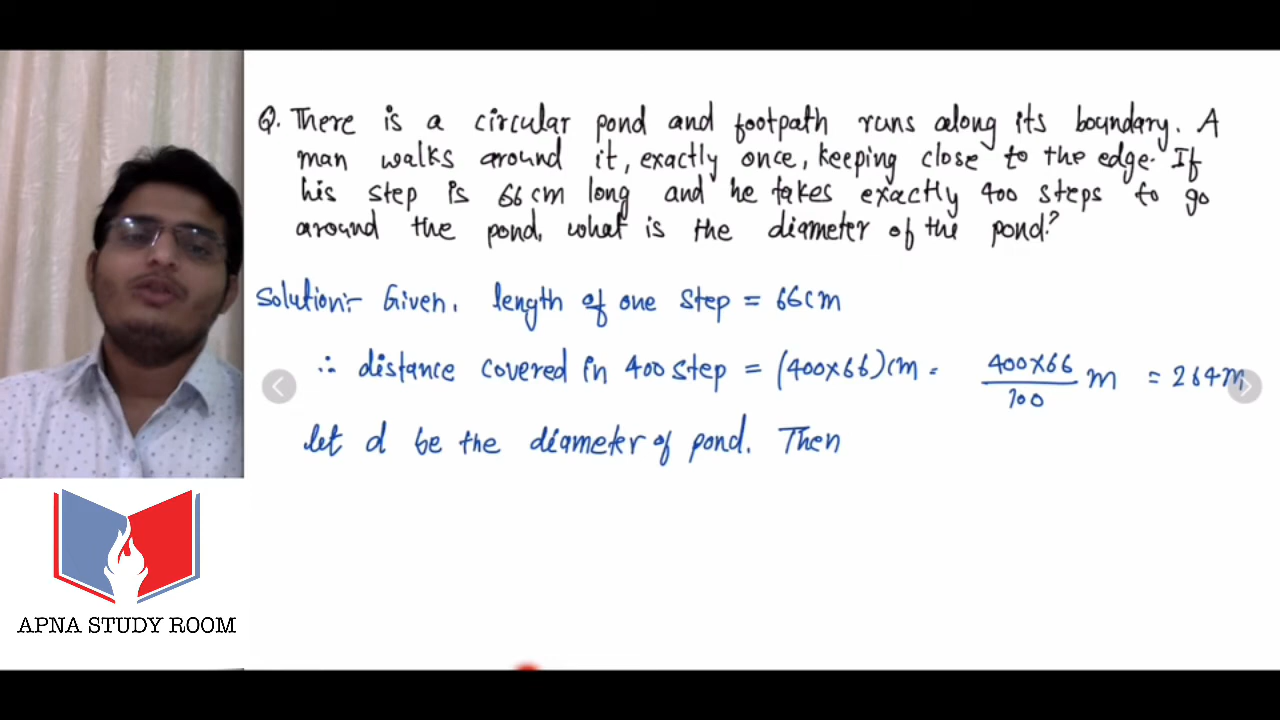 Q. There is a circular pond and footpath runs along its boundary. A
man walks around it, exactly once, keeping close to the edge. If
his step is 66 cm long and he takes exactly 400 steps to go
around the pond, what is the diameter of the pond?
Solution:- Given, length of one step = 66cm
∴ distance covered in 400 step = (400×66)cm = 400×66/100 m = 264m
let d be the diameter of pond. Then
APNA STUDY ROOM